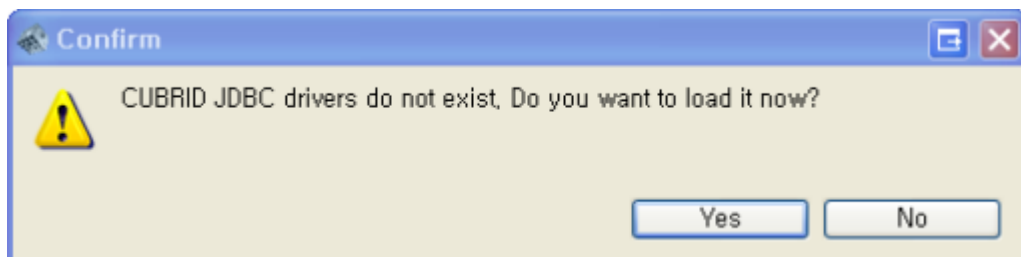 Confirm
CUBRID JDBC drivers do not exist, Do you want to load it now?
Yes No